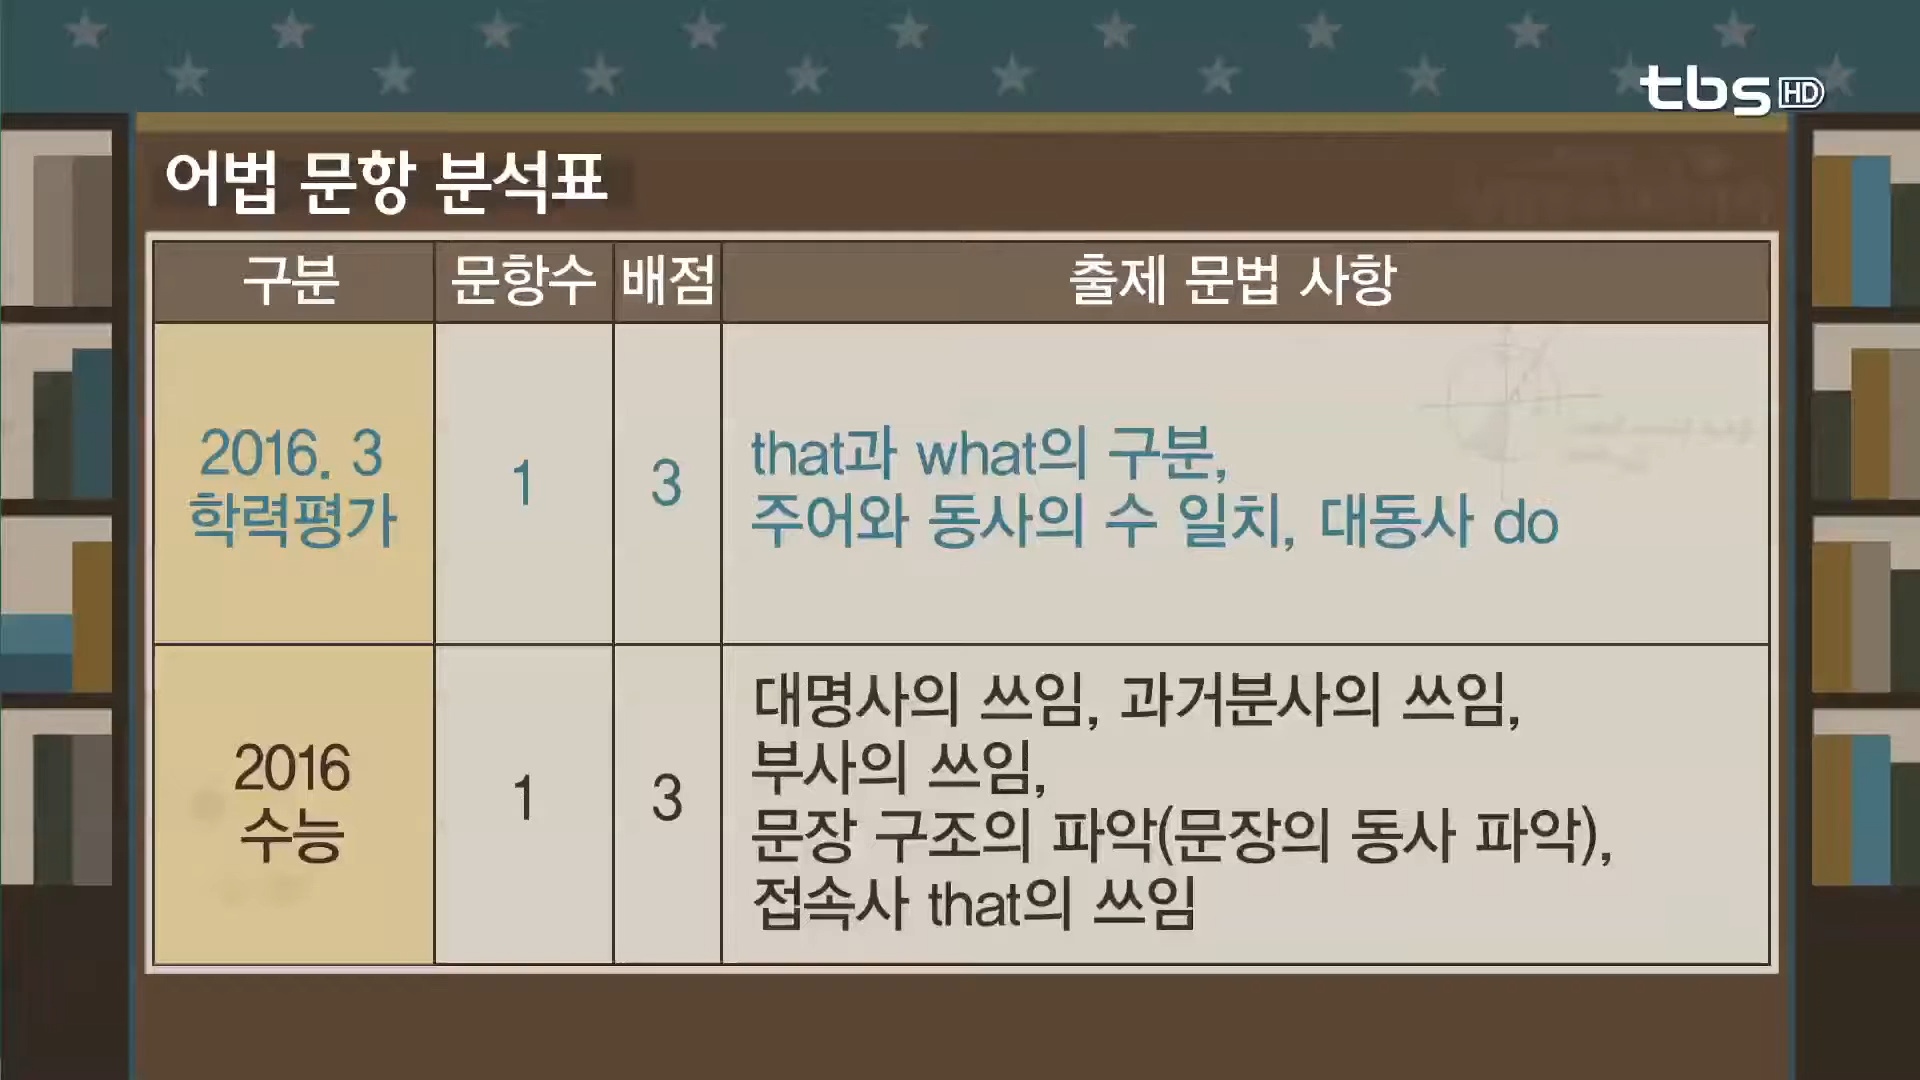 tbs HD
어법 문항 분석표
구분 문항수 배점 출제 문법 사항
2016. 3
학력평가
1
3
that과 what의 구분,
주어와 동사의 수 일치, 대동사 do
2016
수능
1
3
대명사의 쓰임, 과거분사의 쓰임,
부사의 쓰임,
문장 구조의 파악(문장의 동사 파악),
접속사 that의 쓰임